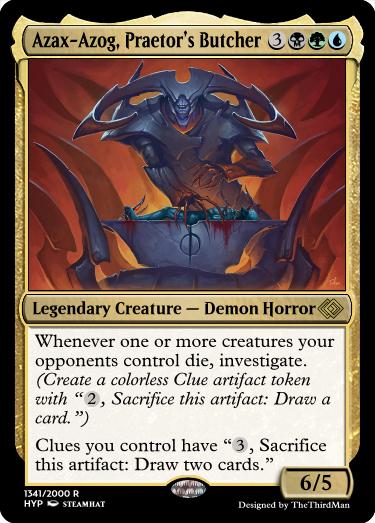 Azax-Azog, Praetor's Butcher 3
Legendary Creature — Demon Horror
Whenever one or more creatures your
opponents control die, investigate.
(Create a colorless Clue artifact token
with “2, Sacrifice this artifact: Draw a
card.”)
Clues you control have “3, Sacrifice
this artifact: Draw two cards.”
6/5
1341/2000 R
HYP STEAMHAT
Designed by TheThirdMan